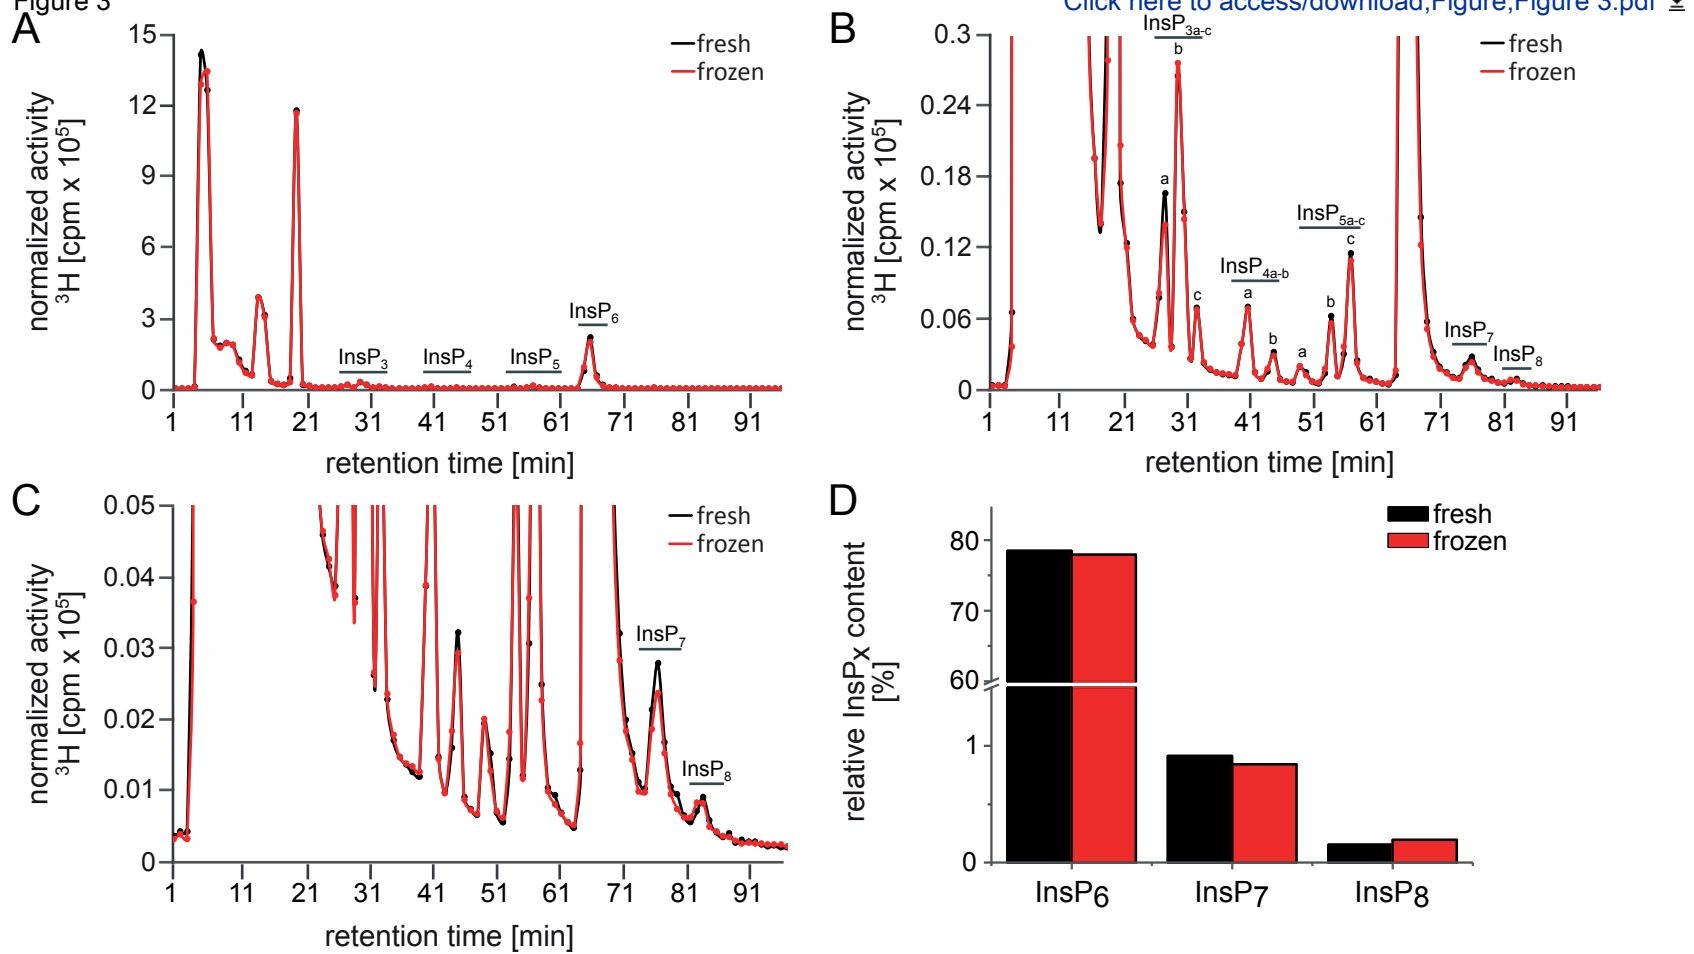 Figure 3
Click here to access/download;Figure;Figure 3.pdf
A
15
12
9
6
3
0
normalized activity
³H [cpm x 10⁵]
fresh
frozen
InsP₃
InsP₄
InsP₅
InsP₆
1 11 21 31 41 51 61 71 81 91
retention time [min]
B
0.3
0.24
0.18
0.12
0.06
0
normalized activity
³H [cpm x 10⁵]
fresh
frozen
InsP3a-c
a
b
c
InsP4a-b
a
b
InsP5a-c
a
b
c
InsP₇
InsP₈
1 11 21 31 41 51 61 71 81 91
retention time [min]
C
0.05
0.04
0.03
0.02
0.01
0
normalized activity
³H [cpm x 10⁵]
fresh
frozen
InsP₇
InsP₈
1 11 21 31 41 51 61 71 81 91
retention time [min]
D
80
70
60
1
0
relative InsPX content
[%]
fresh
frozen
InsP6 InsP7 InsP8